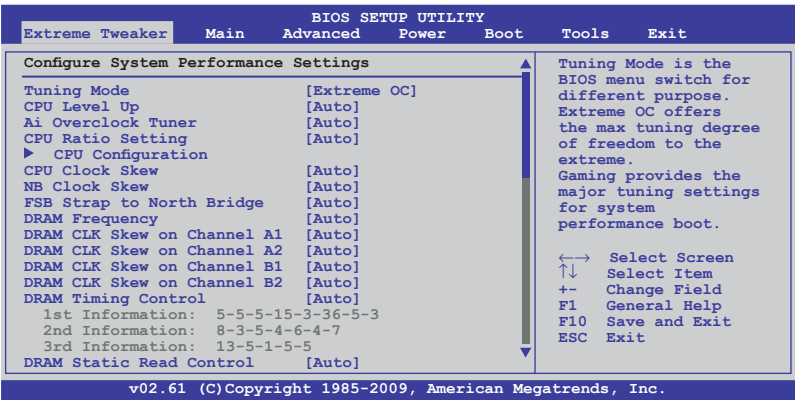 BIOS SETUP UTILITY
Extreme Tweaker Main Advanced Power Boot Tools Exit
Configure System Performance Settings
Tuning Mode [Extreme OC]
CPU Level Up [Auto]
Ai Overclock Tuner [Auto]
CPU Ratio Setting [Auto]
▶ CPU Configuration
CPU Clock Skew [Auto]
NB Clock Skew [Auto]
FSB Strap to North Bridge [Auto]
DRAM Frequency [Auto]
DRAM CLK Skew on Channel A1 [Auto]
DRAM CLK Skew on Channel A2 [Auto]
DRAM CLK Skew on Channel B1 [Auto]
DRAM CLK Skew on Channel B2 [Auto]
DRAM Timing Control [Auto]
1st Information: 5-5-5-15-3-36-5-3
2nd Information: 8-3-5-4-6-4-7
3rd Information: 13-5-1-5-5
DRAM Static Read Control [Auto]
Tuning Mode is the
BIOS menu switch for
different purpose.
Extreme OC offers
the max tuning degree
of freedom to the
extreme.
Gaming provides the
major tuning settings
for system
performance boot.
←→ Select Screen
↑↓ Select Item
+- Change Field
F1 General Help
F10 Save and Exit
ESC Exit
v02.61 (C)Copyright 1985-2009, American Megatrends, Inc.